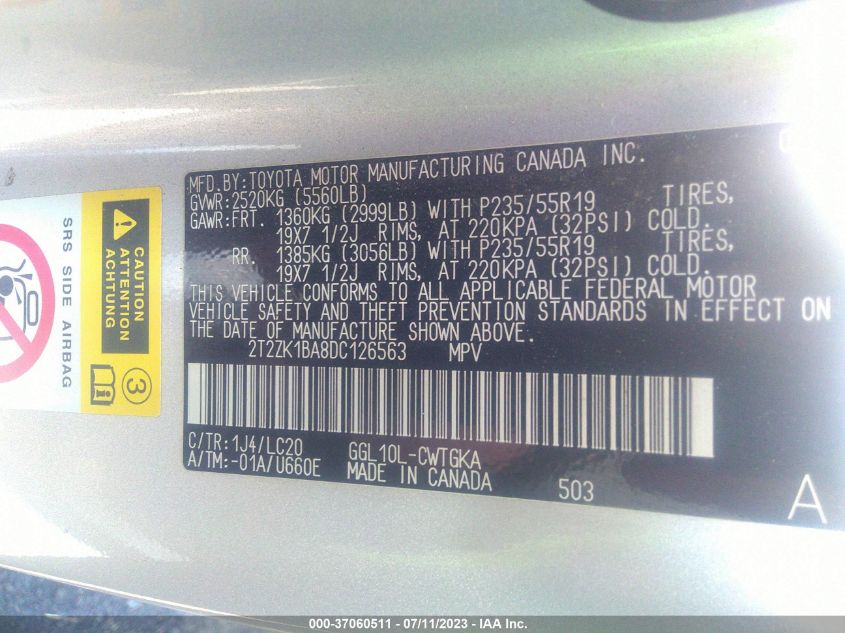 MFD.BY:TOYOTA MOTOR MANUFACTURING CANADA INC.
GVWR:2520KG (5560LB)
GAWR:FRT. 1360KG (2999LB) WITH P235/55R19 TIRES,
19X7 1/2J RIMS, AT 220KPA (32PSI) COLD.
RR. 1385KG (3056LB) WITH P235/55R19 TIRES,
19X7 1/2J RIMS, AT 220KPA (32PSI) COLD.
THIS VEHICLE CONFORMS TO ALL APPLICABLE FEDERAL MOTOR
VEHICLE SAFETY AND THEFT PREVENTION STANDARDS IN EFFECT ON
THE DATE OF MANUFACTURE SHOWN ABOVE.
2T2ZK1BA8DC126563 MPV
C/TR:1J4/LC20 GGL10L-CWTGKA
A/TM:-01A/U660E MADE IN CANADA
503
A
CAUTION
ATTENTION
ACHTUNG
SRS SIDE AIRBAG
3
000-37060511 - 07/11/2023 - IAA Inc.